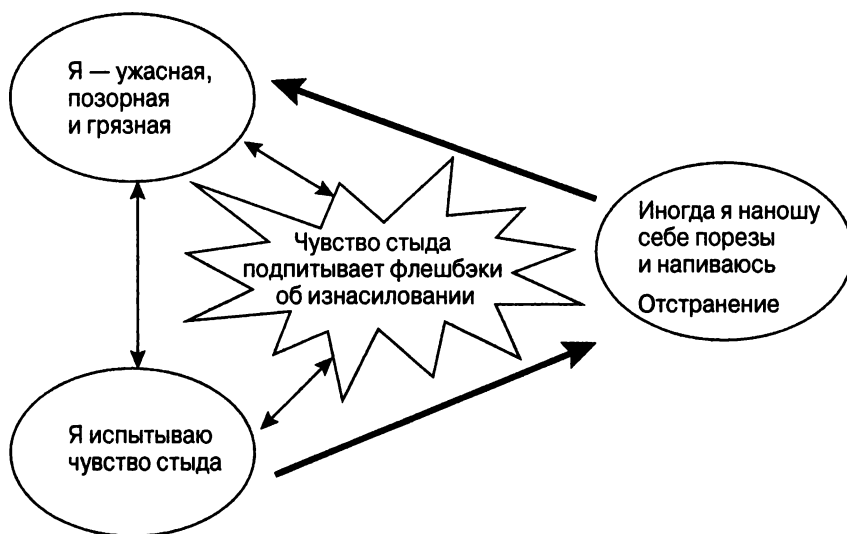 Я — ужасная,
позорная
и грязная
Чувство стыда
подпитывает флешбэки
об изнасиловании
Иногда я наношу
себе порезы
и напиваюсь
Отстранение
Я испытываю
чувство стыда